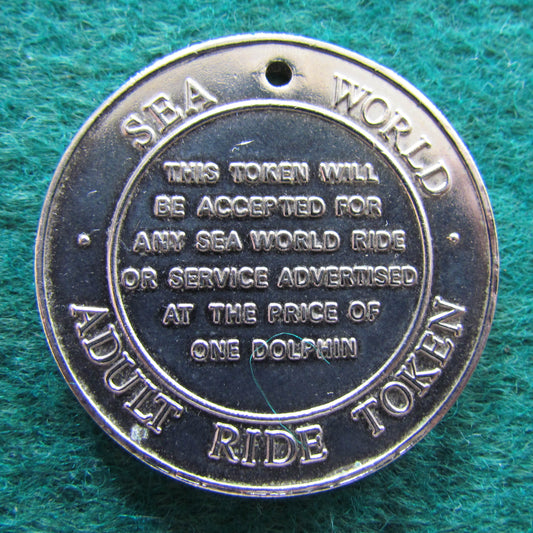 SEA WORLD
THIS TOKEN WILL
BE ACCEPTED FOR
ANY SEA WORLD RIDE
OR SERVICE ADVERTISED
AT THE PRICE OF
ONE DOLPHIN
· ADULT RIDE TOKEN ·